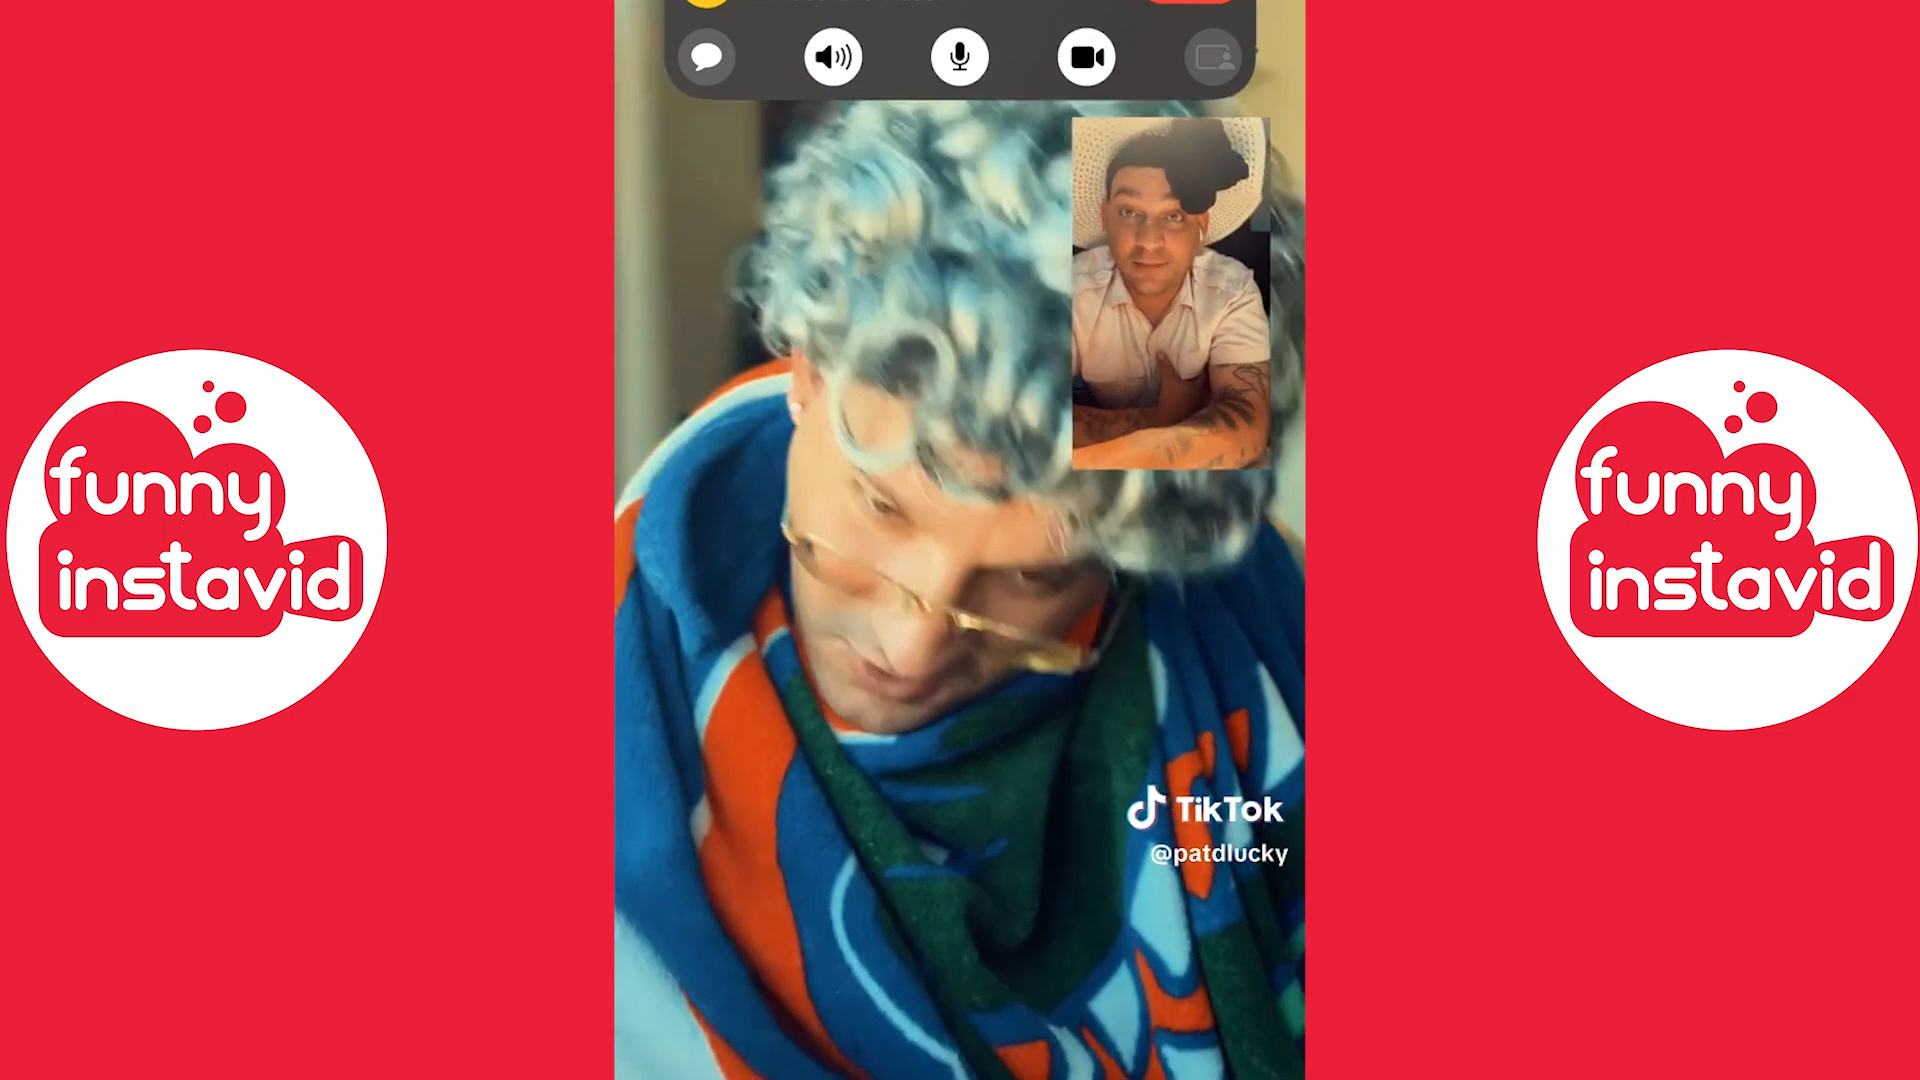 funny
instavid
TikTok
@patdlucky
funny
instavid